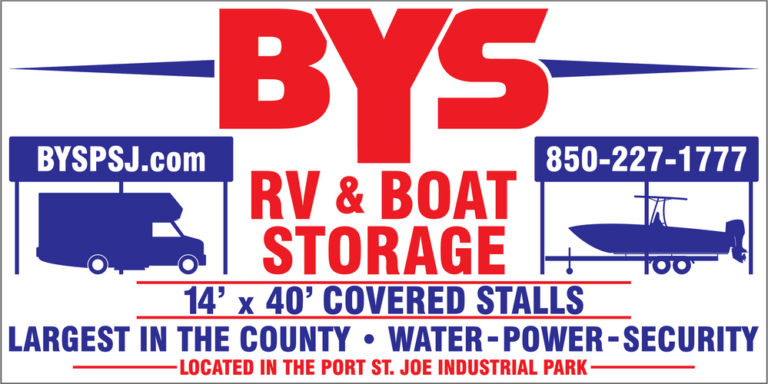 BYS
BYSPSJ.com
850-227-1777
RV & BOAT
STORAGE
14' x 40' COVERED STALLS
LARGEST IN THE COUNTY • WATER-POWER-SECURITY
LOCATED IN THE PORT ST. JOE INDUSTRIAL PARK